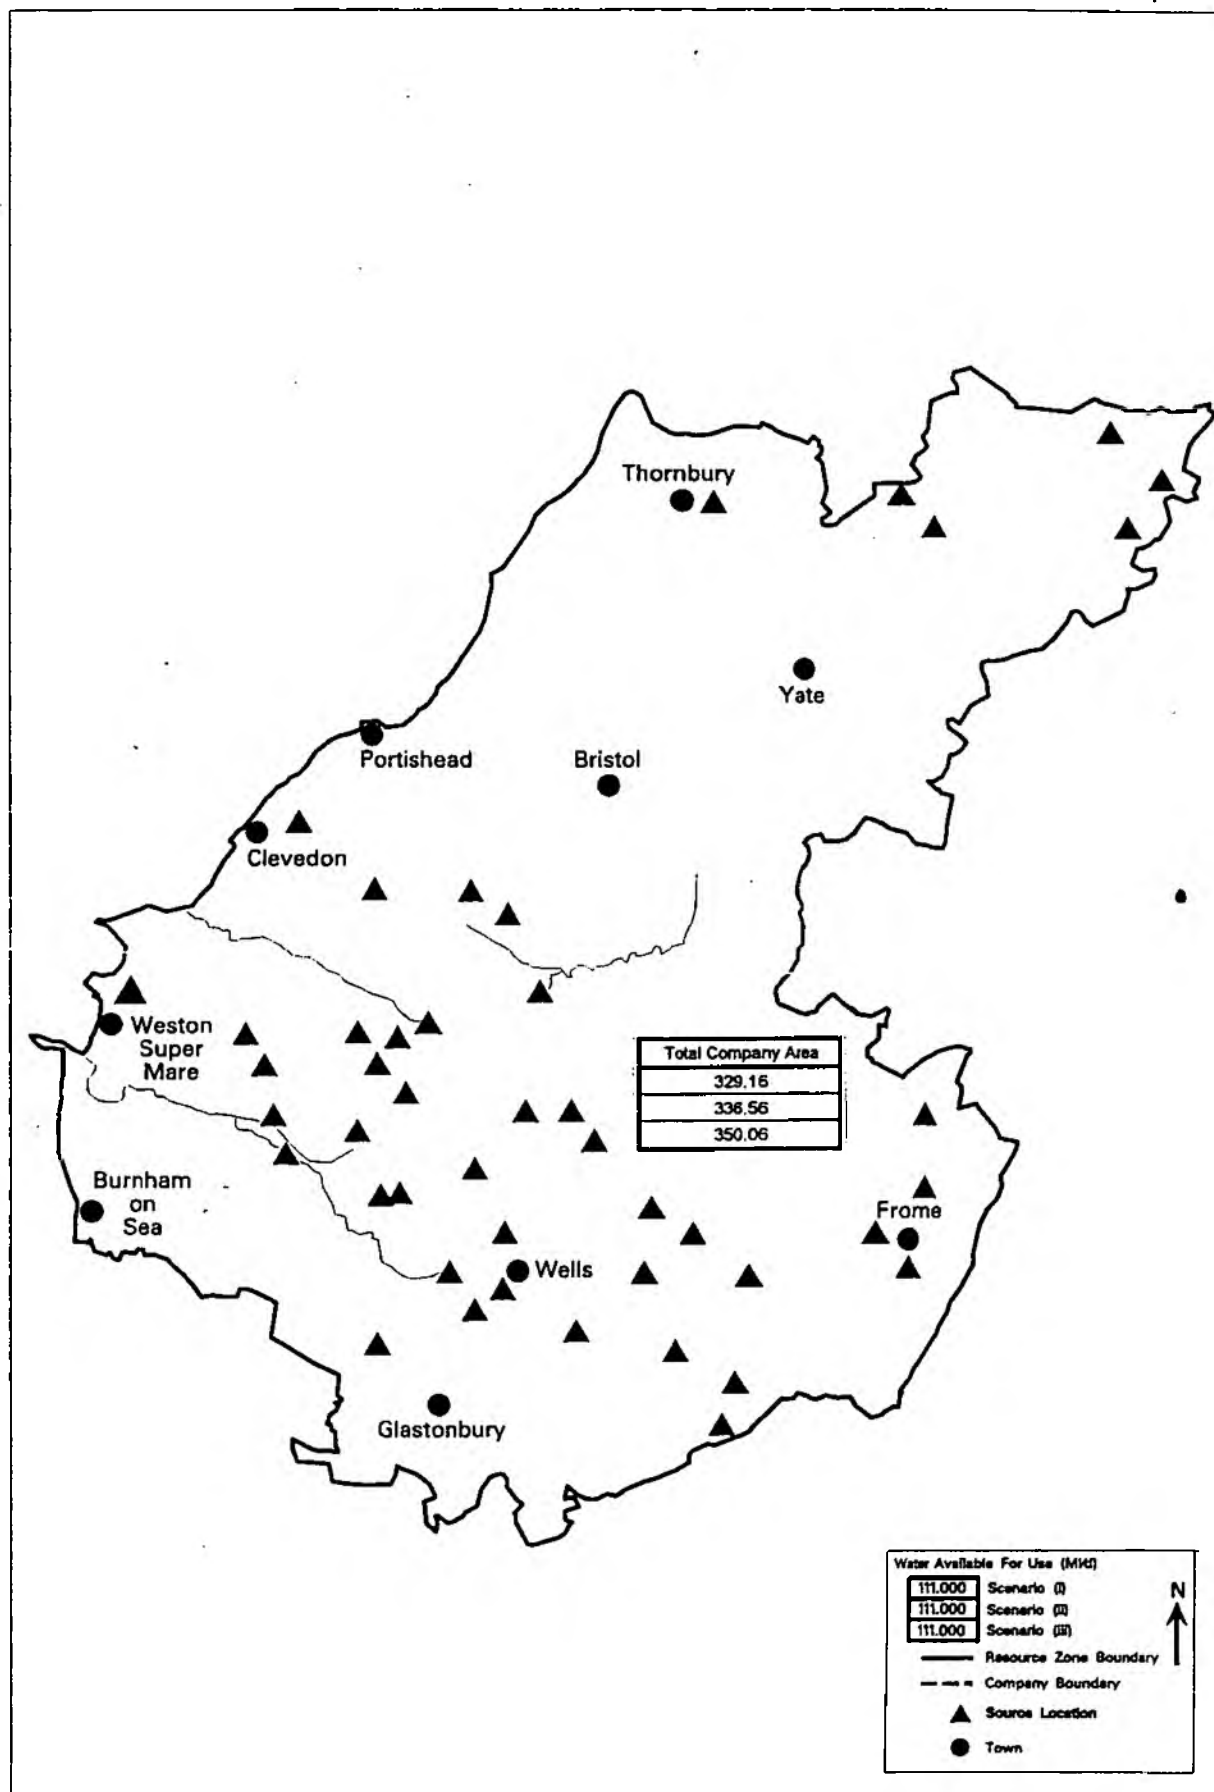 Thornbury
Yate
Portishead
Bristol
Clevedon
Weston
Super
Mare
Total Company Area
329.16
336.56
350.06
Burnham
on
Sea
Frome
Wells
Glastonbury
Water Available For Use (Ml/d)
111.000 Scenario (i)
111.000 Scenario (ii)
111.000 Scenario (iii)
N
Resource Zone Boundary
Company Boundary
Source Location
Town